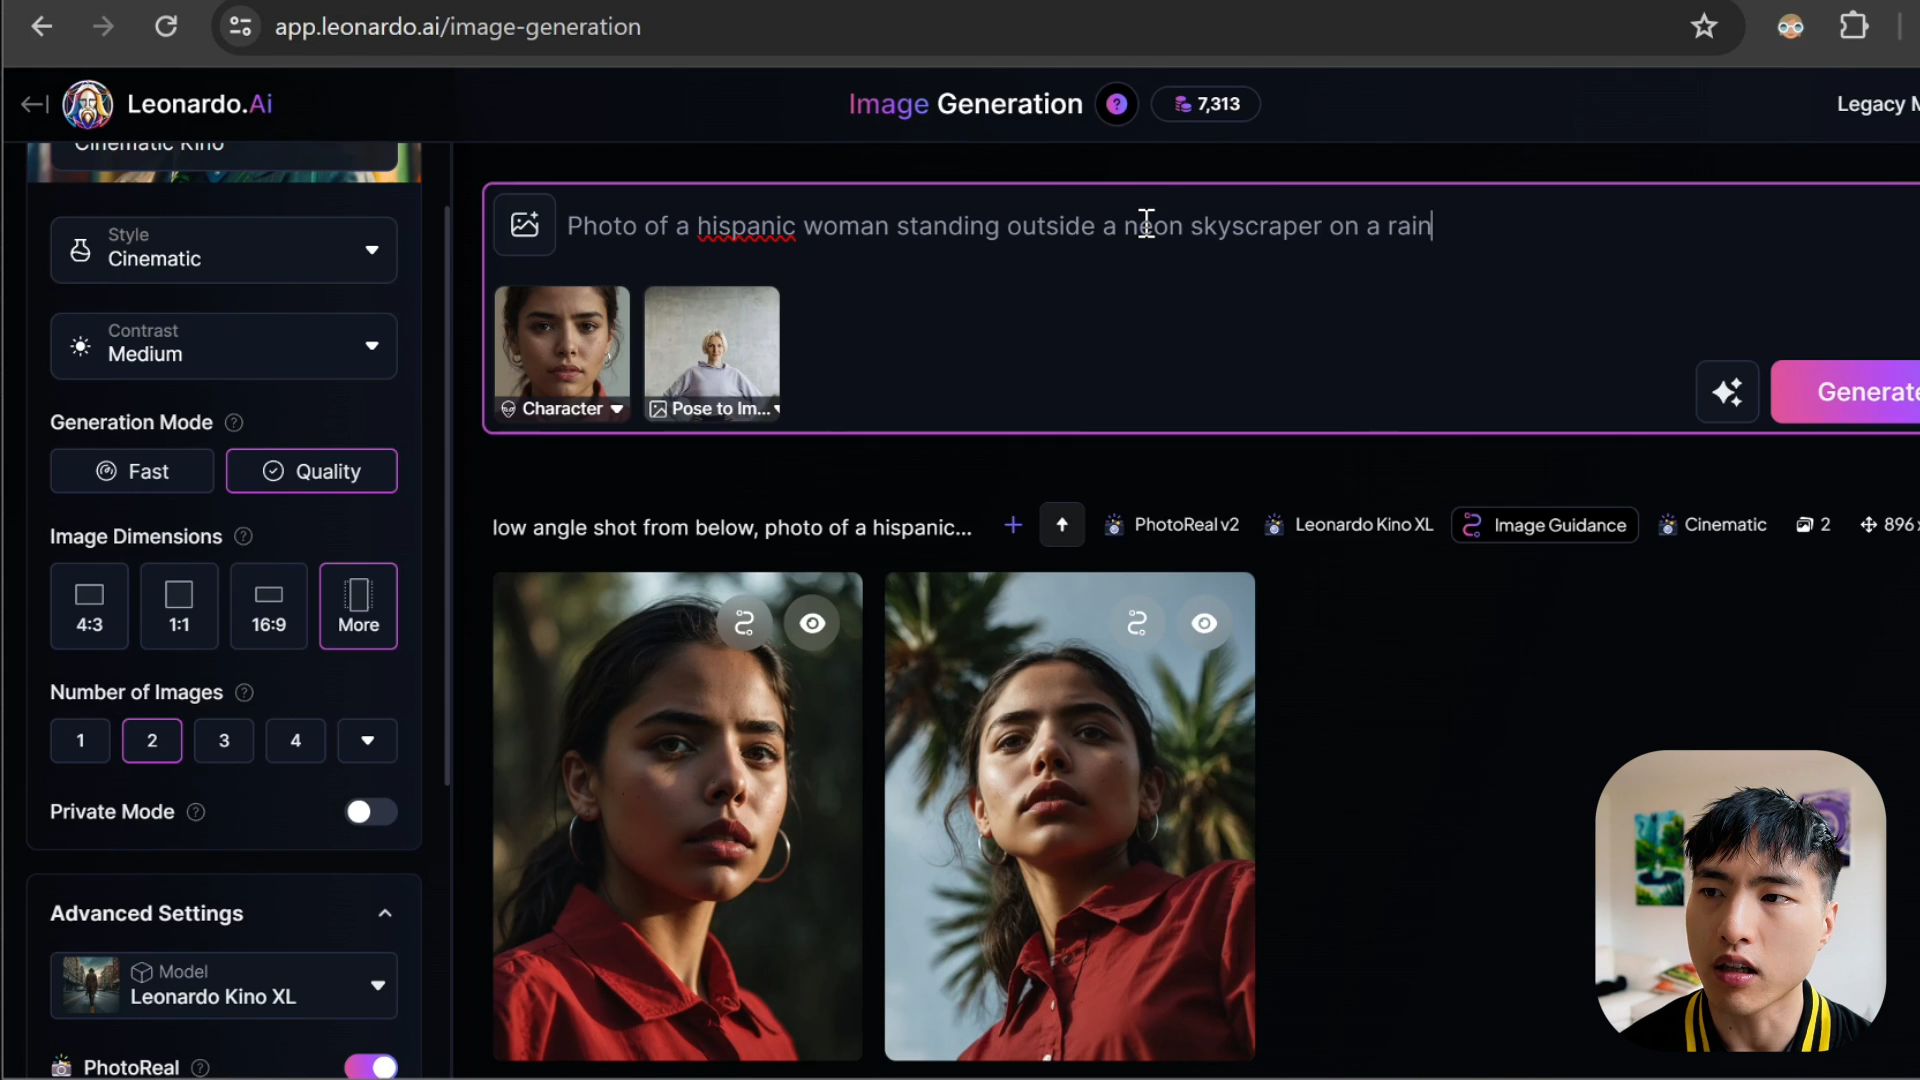 app.leonardo.ai/image-generation
Leonardo.Ai
Image Generation
?
7,313
Legacy M
Cinematic Kino
Style
Cinematic
Contrast
Medium
Generation Mode ?
Fast
Quality
Image Dimensions ?
4:3
1:1
16:9
More
Number of Images ?
1
2
3
4
Private Mode ?
Advanced Settings
Model
Leonardo Kino XL
PhotoReal ?
Photo of a hispanic woman standing outside a neon skyscraper on a rain
Character
Pose to Im...
Generate
low angle shot from below, photo of a hispanic...
PhotoReal v2
Leonardo Kino XL
Image Guidance
Cinematic
2
896x